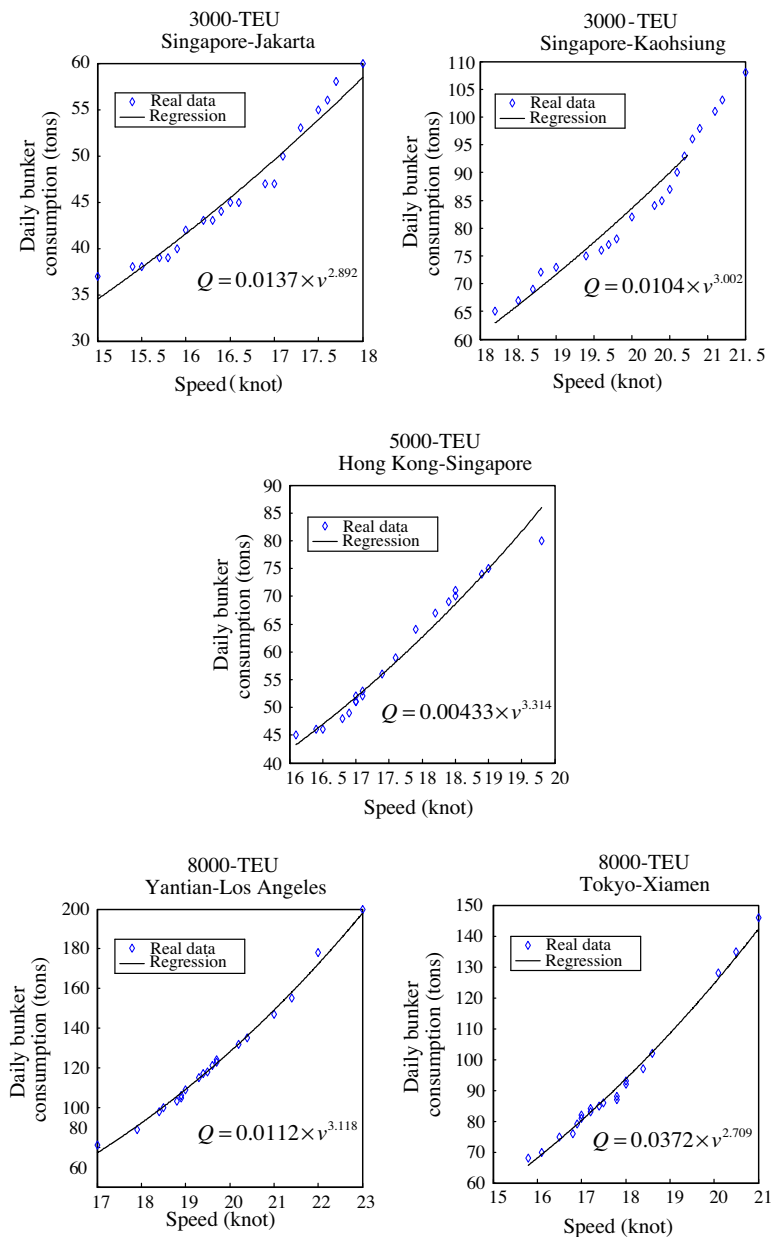 3000-TEU
Singapore-Jakarta
60
55
50
45
40
35
30
Daily bunker
consumption (tons)
Real data
Regression
Q = 0.0137 × v^2.892
15 15. 5 16 16.5 17 17.5 18
Speed (knot)
3000-TEU
Singapore-Kaohsiung
110
105
100
95
90
85
80
75
70
65
60
Daily bunker
consumption (tons)
Real data
Regression
Q = 0.0104 × v^3.002
18 18. 5 19 19.5 20 20. 5 21 21. 5
Speed (knot)
5000-TEU
Hong Kong-Singapore
90
85
80
75
70
65
60
55
50
45
40
Daily bunker
consumption (tons)
Real data
Regression
Q = 0.00433 × v^3.314
16 16. 5 17 17. 5 18 18. 5 19 19. 5 20
Speed (knot)
8000-TEU
Yantian-Los Angeles
200
180
160
140
120
100
80
60
Daily bunker
consumption (tons)
Real data
Regression
Q = 0.0112 × v^3.118
17 18 19 20 21 22 23
Speed (knot)
8000-TEU
Tokyo-Xiamen
150
140
130
120
110
100
90
80
70
60
Daily bunker
consumption (tons)
Real data
Regression
Q = 0.0372 × v^2.709
15 16 17 18 19 20 21
Speed (knot)